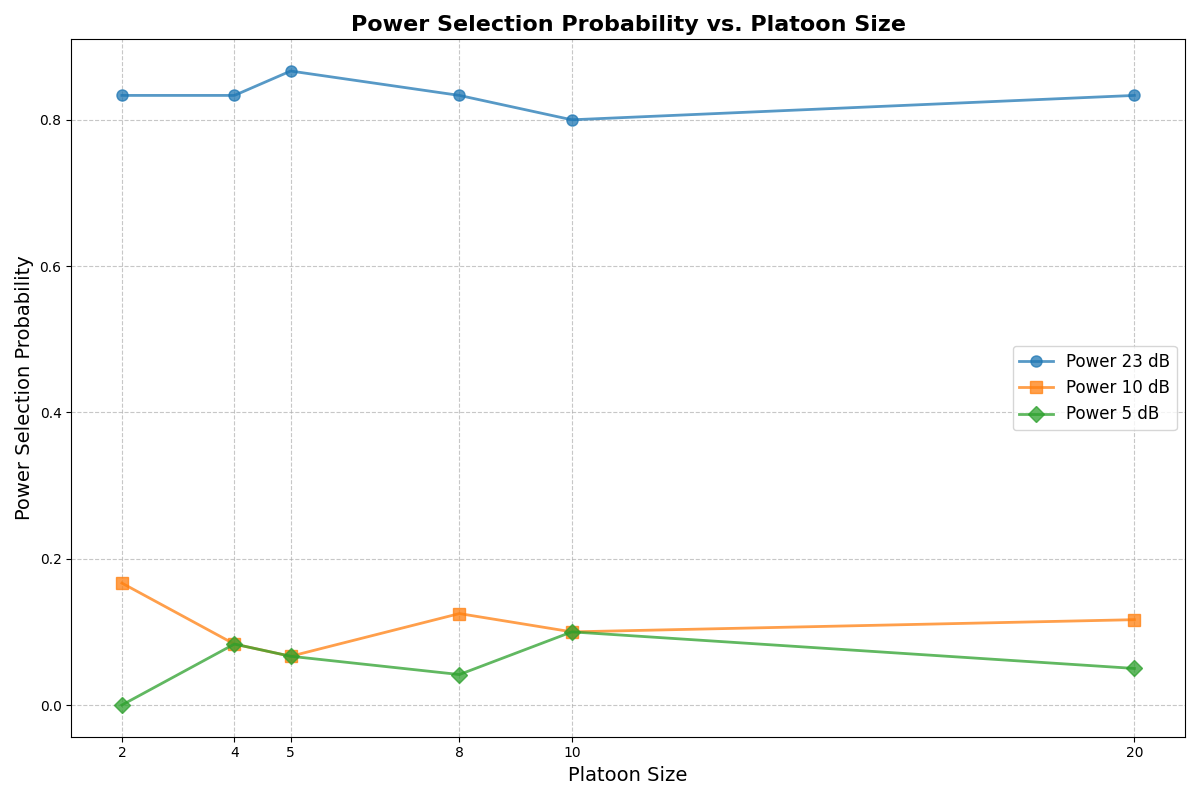 Power Selection Probability vs. Platoon Size
Power Selection Probability
0.8
0.6
0.4
0.2
0.0
Power 23 dB
Power 10 dB
Power 5 dB
2 4 5 8 10 20
Platoon Size